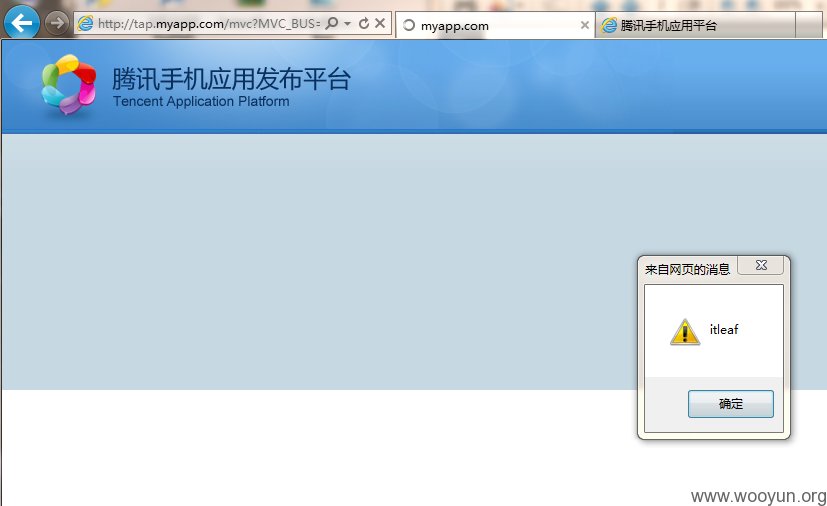 http://tap.myapp.com/mvc?MVC_BUS=
myapp.com
腾讯手机应用平台
腾讯手机应用发布平台
Tencent Application Platform
来自网页的消息
itleaf
确定
www.wooyun.org